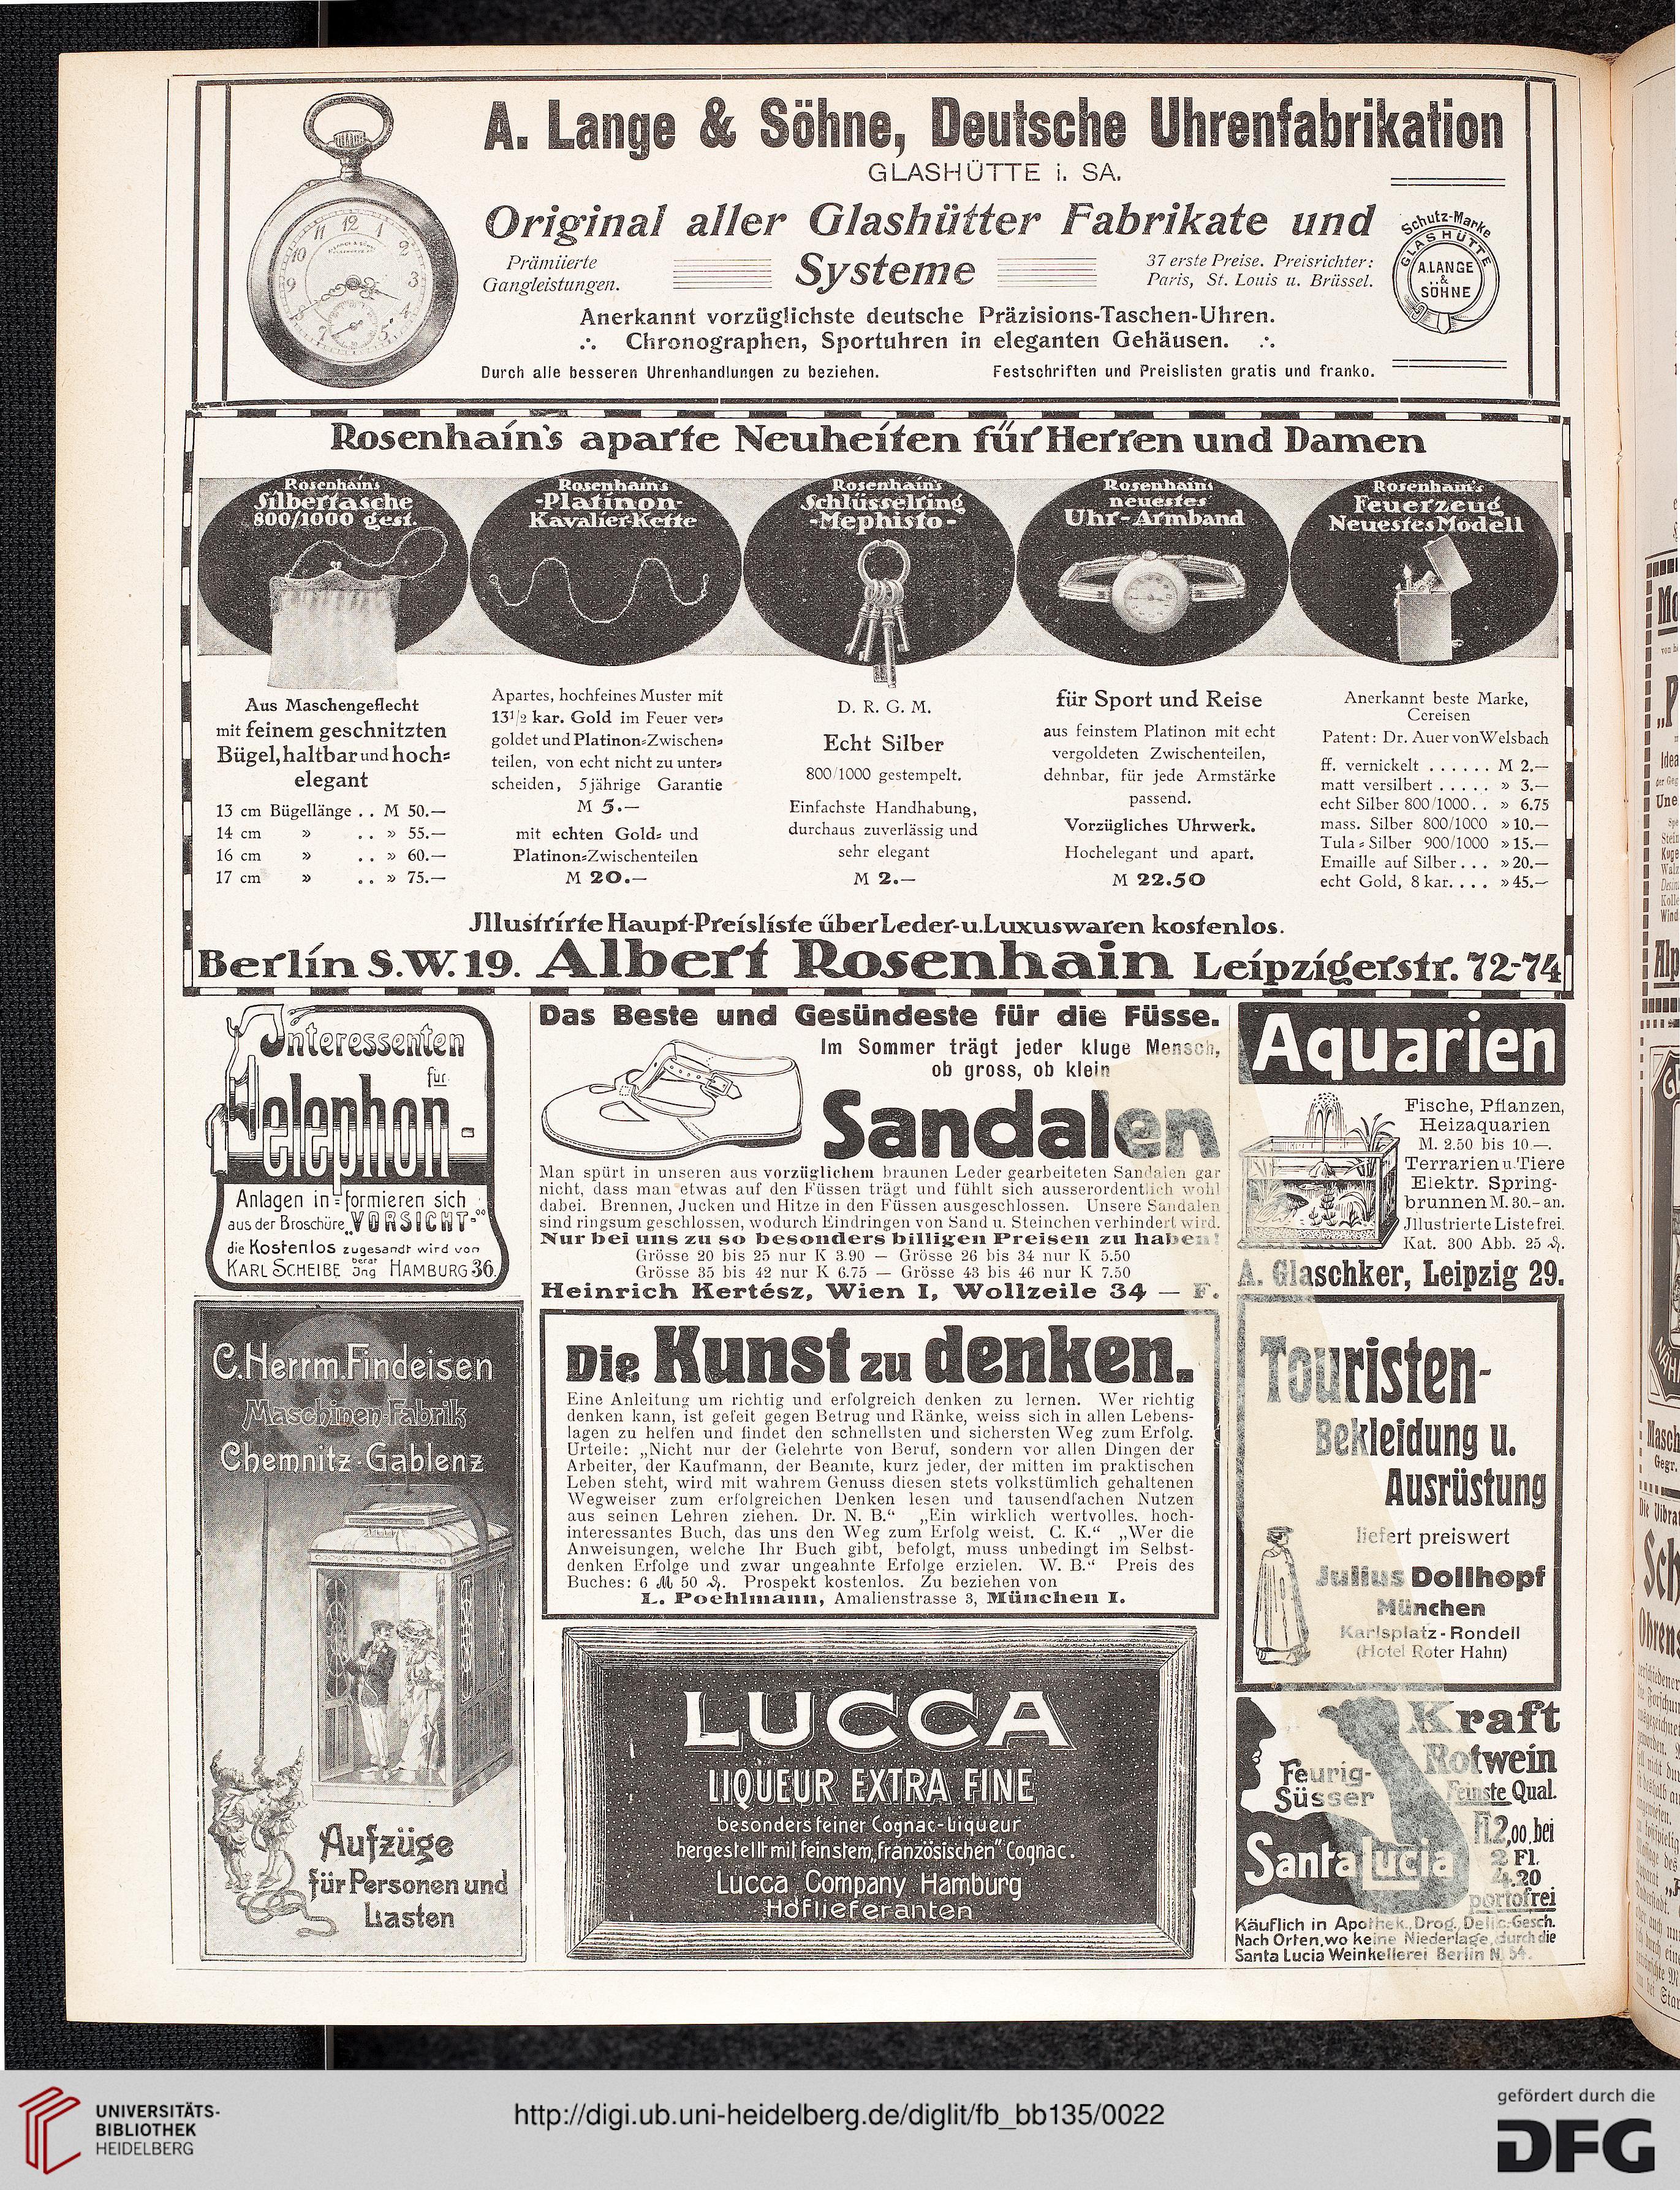 A. Lange & Söhne, Deutsche Uhrenfabrikation
GLASHÜTTE i. SA.
Original aller Glashütter Fabrikate und
Systeme
Prämiierte
Gangleistungen.
37 erste Preise. Preisrichter:
Paris, St. Louis u. Brüssel.
Schutz-Marke
GLASHÜTTE
A. LANGE
&
SÖHNE
Anerkannt vorzüglichste deutsche Präzisions-Taschen-Uhren.
∴ Chronographen, Sportuhren in eleganten Gehäusen. ∴
Durch alle besseren Uhrenhandlungen zu beziehen. Festschriften und Preislisten gratis und franko.
Rosenhain's aparte Neuheiten für Herren und Damen
Rosenhains
Silbertasche
800/1000 gest.
Aus Maschengeflecht
mit feinem geschnitzten
Bügel, haltbar und hoch=
elegant
13 cm Bügellänge . . M 50.—
14 cm » . . » 55.—
16 cm » . . » 60.—
17 cm » . . » 75.—
Rosenhain's
-Platinon-
Kavalier-Kette
Apartes, hochfeines Muster mit
13½ kar. Gold im Feuer ver=
goldet und Platinon=Zwischen=
teilen, von echt nicht zu unter=
scheiden, 5 jährige Garantie
M 5.—
mit echten Gold= und
Platinon=Zwischenteilen
M 20.—
Rosenhain's
Schlüsselring
-Mephisto-
D. R. G. M.
Echt Silber
800/1000 gestempelt.
Einfachste Handhabung,
durchaus zuverlässig und
sehr elegant
M 2.—
Rosenhains
neuestes
Uhr-Armband
für Sport und Reise
aus feinstem Platinon mit echt
vergoldeten Zwischenteilen,
dehnbar, für jede Armstärke
passend.
Vorzügliches Uhrwerk.
Hochelegant und apart.
M 22.50
Rosenhain's
Feuerzeug
Neuestes Modell
Anerkannt beste Marke,
Cereisen
Patent: Dr. Auer von Welsbach
ff. vernickelt . . . . . . M 2.—
matt versilbert . . . . . » 3.—
echt Silber 800/1000 . . » 6.75
mass. Silber 800/1000 » 10.—
Tula = Silber 900/1000 » 15.—
Emaille auf Silber . . . » 20.—
echt Gold, 8 kar. . . . » 45.—
Jllustrirte Haupt-Preisliste über Leder- u. Luxuswaren kostenlos.
Berlin S.W. 19. Albert Rosenhain Leipzigerstr. 72-74
Interessenten
für
Telephon-
Anlagen in-formieren sich
aus der Broschüre „VORSICHT-“
die Kostenlos zugesandt wird von
KARL SCHEIBE berat Ing HAMBURG 36.
C. Herrm. Findeisen
Maschinen-Fabrik
Chemnitz-Gablenz
Aufzüge
für Personen und
Lasten
Das Beste und Gesündeste für die Füsse.
Im Sommer trägt jeder kluge Mensch,
ob gross, ob klein
Sandalen
Man spürt in unseren aus vorzüglichem braunen Leder gearbeiteten Sandalen gar
nicht, dass man etwas auf den Füssen trägt und fühlt sich ausserordentlich wohl
dabei. Brennen, Jucken und Hitze in den Füssen ausgeschlossen. Unsere Sandalen
sind ringsum geschlossen, wodurch Eindringen von Sand u. Steinchen verhindert wird.
Nur bei uns zu so besonders billigen Preisen zu haben!
Grösse 20 bis 25 nur K 3.90 — Grösse 26 bis 34 nur K 5.50
Grösse 35 bis 42 nur K 6.75 — Grösse 43 bis 46 nur K 7.50
Heinrich Kertész, Wien I, Wollzeile 34 — F.
Die Kunst zu denken.
Eine Anleitung um richtig und erfolgreich denken zu lernen. Wer richtig
denken kann, ist gefeit gegen Betrug und Ränke, weiss sich in allen Lebens-
lagen zu helfen und findet den schnellsten und sichersten Weg zum Erfolg.
Urteile: „Nicht nur der Gelehrte von Beruf, sondern vor allen Dingen der
Arbeiter, der Kaufmann, der Beamte, kurz jeder, der mitten im praktischen
Leben steht, wird mit wahrem Genuss diesen stets volkstümlich gehaltenen
Wegweiser zum erfolgreichen Denken lesen und tausendfachen Nutzen
aus seinen Lehren ziehen. Dr. N. B.“ „Ein wirklich wertvolles, hoch-
interessantes Buch, das uns den Weg zum Erfolg weist. C. K.“ „Wer die
Anweisungen, welche Ihr Buch gibt, befolgt, muss unbedingt im Selbst-
denken Erfolge und zwar ungeahnte Erfolge erzielen. W. B.“ Preis des
Buches: 6 ℳ 50 ₰. Prospekt kostenlos. Zu beziehen von
L. Poehlmann, Amalienstrasse 3, München I.
LUCCA
LIQUEUR EXTRA FINE
besonders feiner Cognac-Liqueur
hergestellt mit feinstem „französischen“ Cognac.
Lucca Company Hamburg
Hoflieferanten
Aquarien
Fische, Pflanzen,
Heizaquarien
M. 2.50 bis 10.—.
Terrarien u. Tiere
Elektr. Spring-
brunnen M. 30.– an.
Jllustrierte Liste frei.
Kat. 300 Abb. 25 ₰.
A. Glaschker, Leipzig 29.
Touristen-
Bekleidung u.
Ausrüstung
liefert preiswert
Julius Dollhopf
München
Karlsplatz-Rondell
(Hotel Roter Hahn)
Kraft
Rotwein
Feurig-
Süsser
Feinste Qual.
Santa Lucia
Fl 2,00, bei
2 Fl.
4.20
portofrei
Käuflich in Apothek., Drog., Delic.-Gesch.
Nach Orten, wo keine Niederlage, durch die
Santa Lucia Weinkellerei Berlin N. 54.
UNIVERSITÄTS-
BIBLIOTHEK
HEIDELBERG
http://digi.ub.uni-heidelberg.de/diglit/fb_bb135/0022
gefördert durch die
DFG